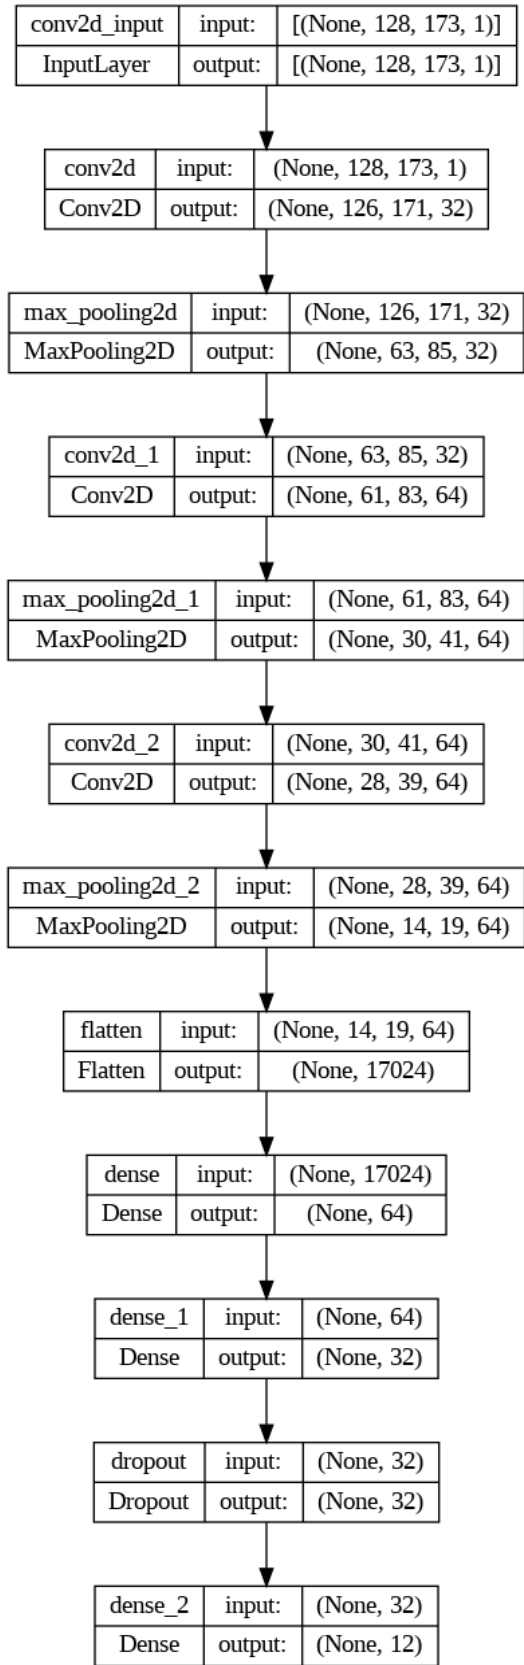 conv2d_input input: [(None, 128, 173, 1)]
InputLayer output: [(None, 128, 173, 1)]
conv2d input: (None, 128, 173, 1)
Conv2D output: (None, 126, 171, 32)
max_pooling2d input: (None, 126, 171, 32)
MaxPooling2D output: (None, 63, 85, 32)
conv2d_1 input: (None, 63, 85, 32)
Conv2D output: (None, 61, 83, 64)
max_pooling2d_1 input: (None, 61, 83, 64)
MaxPooling2D output: (None, 30, 41, 64)
conv2d_2 input: (None, 30, 41, 64)
Conv2D output: (None, 28, 39, 64)
max_pooling2d_2 input: (None, 28, 39, 64)
MaxPooling2D output: (None, 14, 19, 64)
flatten input: (None, 14, 19, 64)
Flatten output: (None, 17024)
dense input: (None, 17024)
Dense output: (None, 64)
dense_1 input: (None, 64)
Dense output: (None, 32)
dropout input: (None, 32)
Dropout output: (None, 32)
dense_2 input: (None, 32)
Dense output: (None, 12)